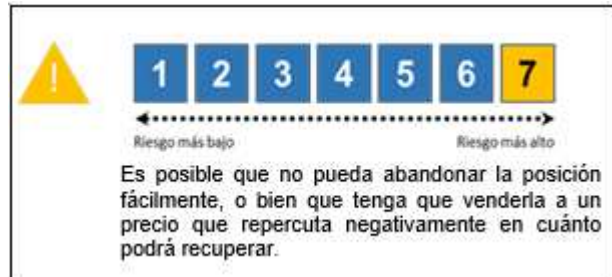 !
1 2 3 4 5 6 7
Riesgo más bajo Riesgo más alto
Es posible que no pueda abandonar la posición
fácilmente, o bien que tenga que venderla a un
precio que repercuta negativamente en cuánto
podrá recuperar.